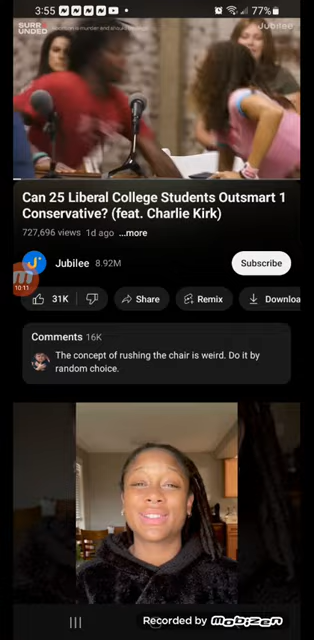 3:55
77%
SURR
UNDED
Jubilee
Can 25 Liberal College Students Outsmart 1
Conservative? (feat. Charlie Kirk)
727,696 views 1d ago ...more
Jubilee 8.92M
Subscribe
10:11
31K
Share
Remix
Downloa
Comments 16K
The concept of rushing the chair is weird. Do it by
random choice.
Recorded by mobizen